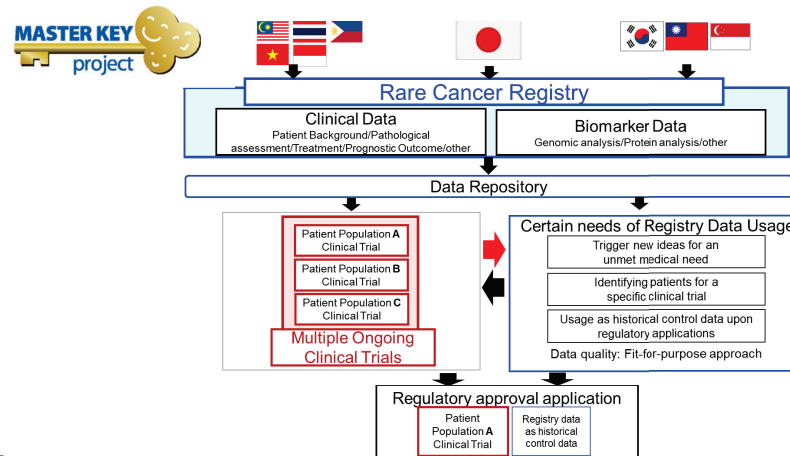 MASTER KEY
project
Rare Cancer Registry
Clinical Data
Patient Background/Pathological
assessment/Treatment/Prognostic Outcome/other
Biomarker Data
Genomic analysis/Protein analysis/other
Data Repository
Patient Population A
Clinical Trial
Patient Population B
Clinical Trial
Patient Population C
Clinical Trial
Multiple Ongoing
Clinical Trials
Certain needs of Registry Data Usage
Trigger new ideas for an
unmet medical need
Identifying patients for a
specific clinical trial
Usage as historical control data upon
regulatory applications
Data quality: Fit-for-purpose approach
Regulatory approval application
Patient
Population A
Clinical Trial
Registry data
as historical
control data